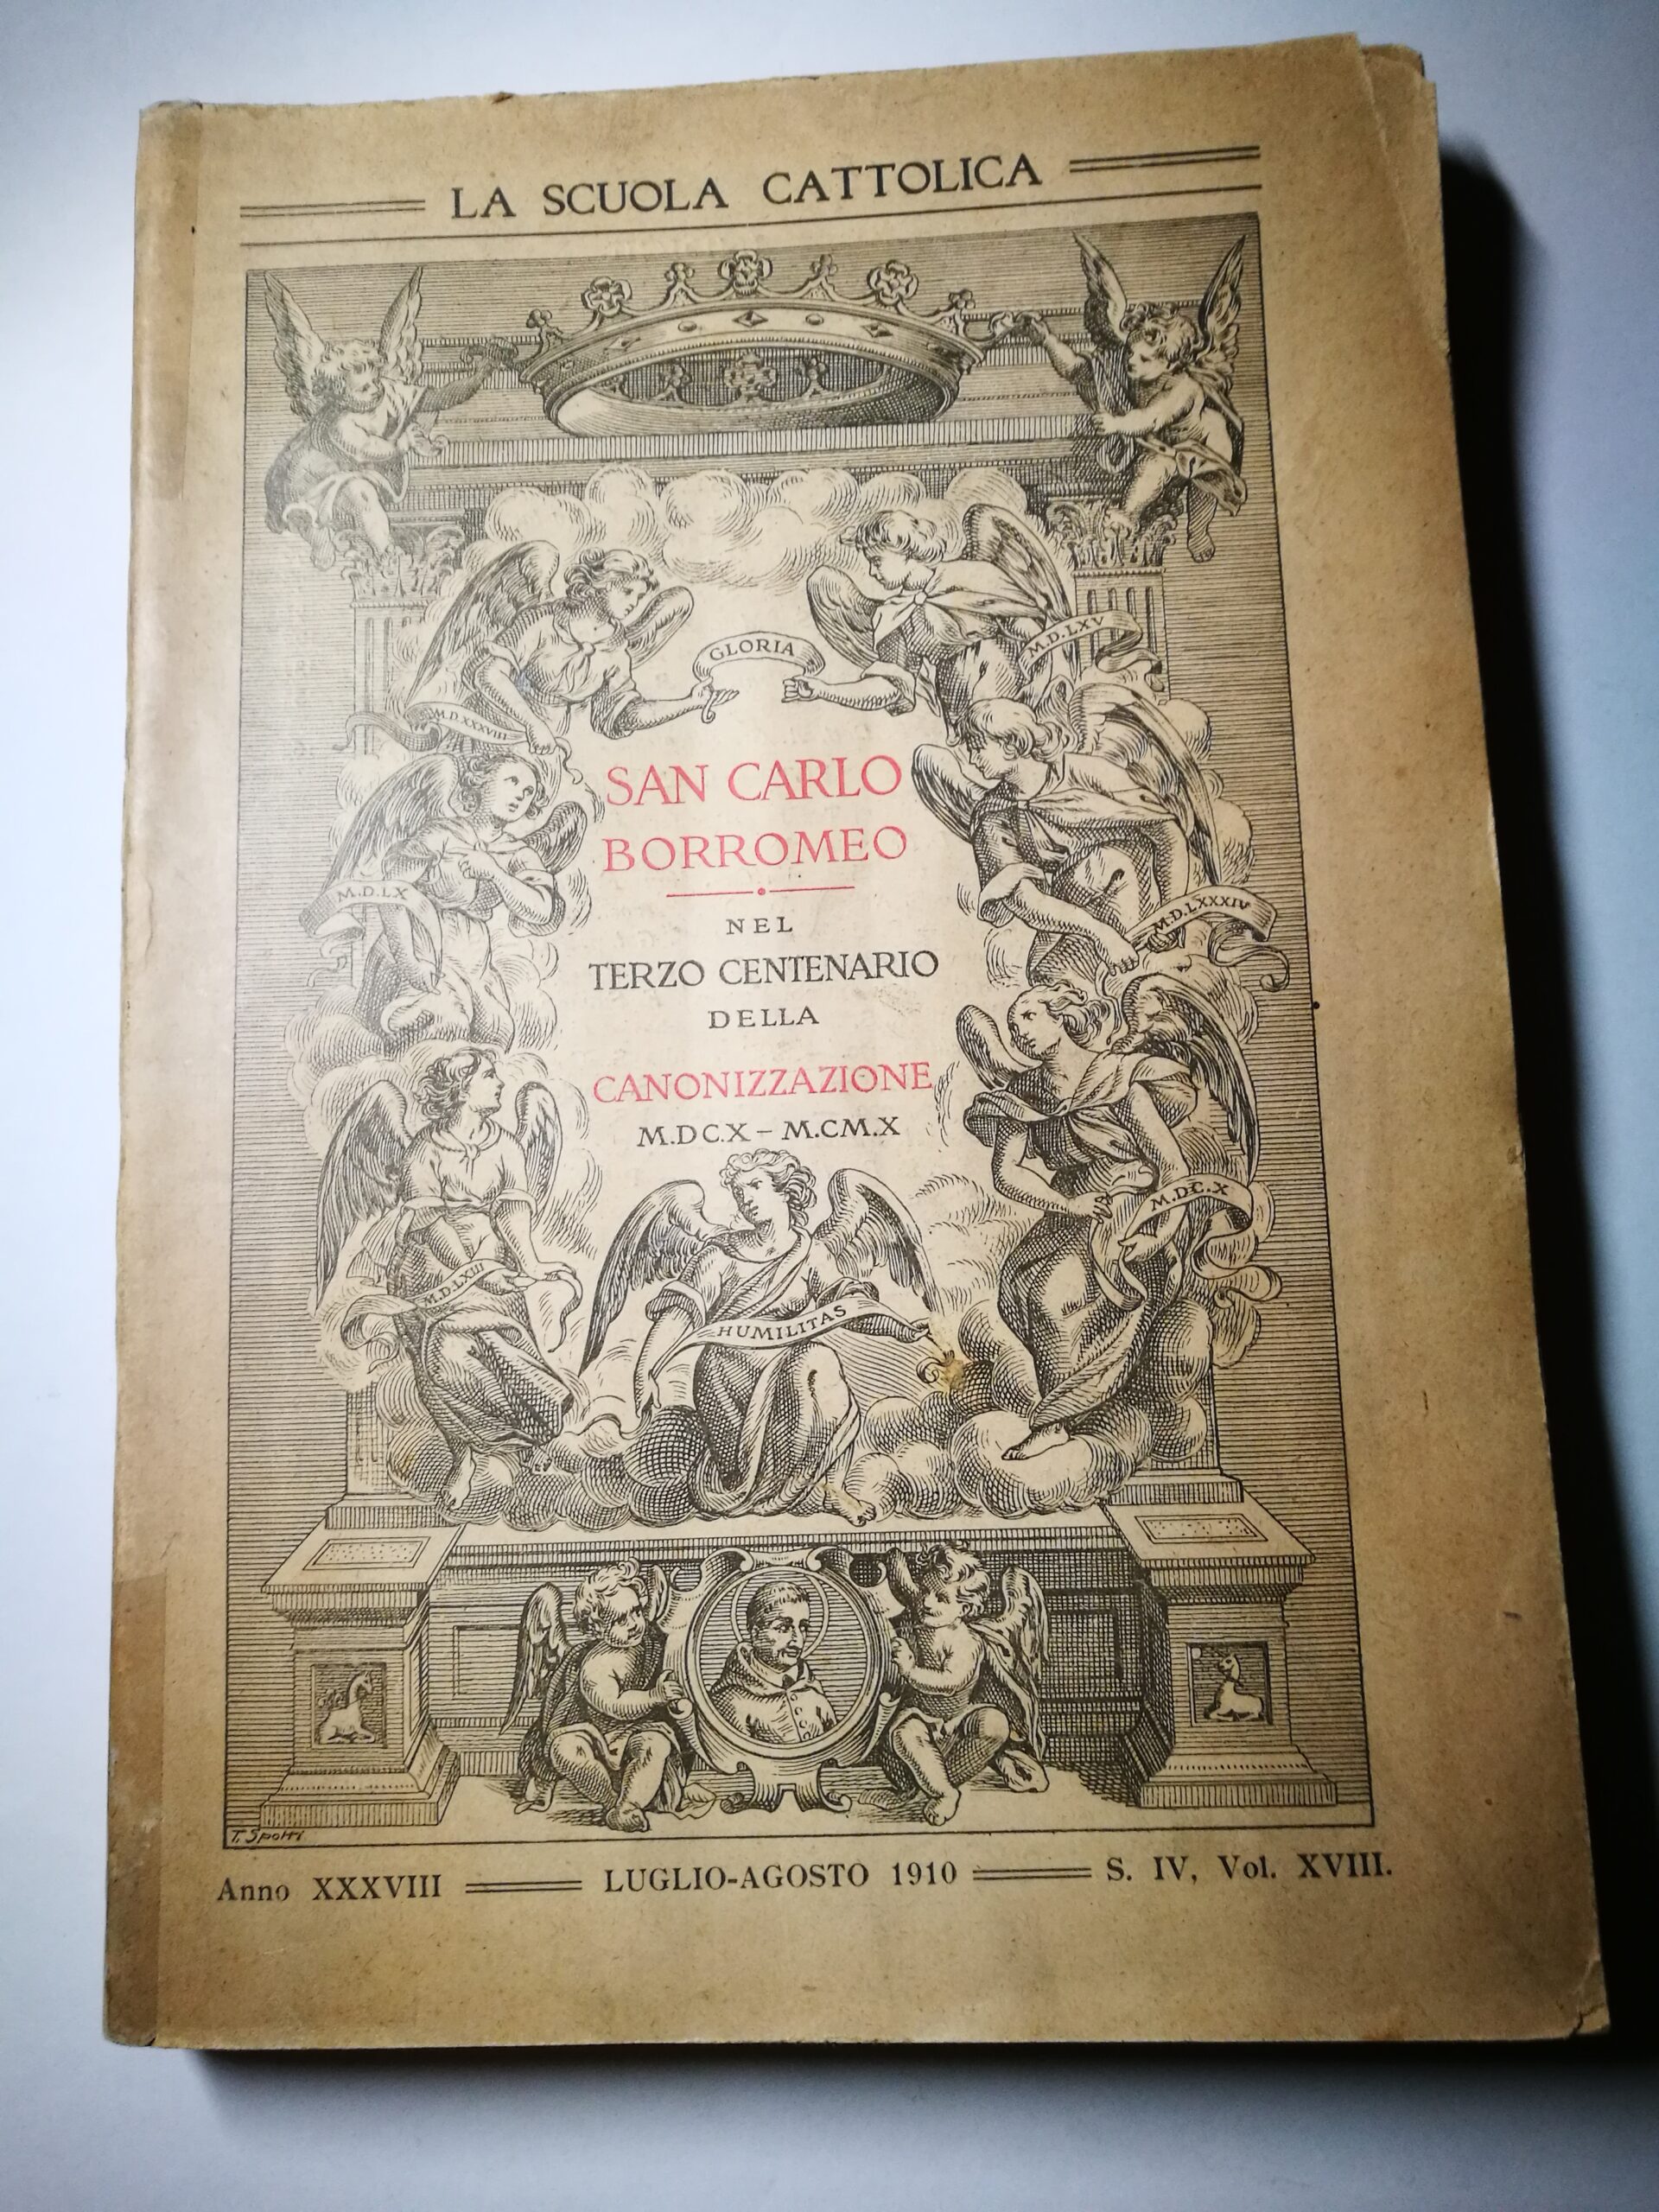 LA SCUOLA CATTOLICA
GLORIA
M.D.LXV
M.D.XXXVIII
SAN CARLO
BORROMEO
M.D.LX
M.D.LXXXIV
NEL
TERZO CENTENARIO
DELLA
CANONIZZAZIONE
M.DC.X – M.CM.X
M.DC.X
M.D.LXIII
HUMILITAS
T. Spotti
Anno XXXVIII LUGLIO-AGOSTO 1910 S. IV, Vol. XVIII.